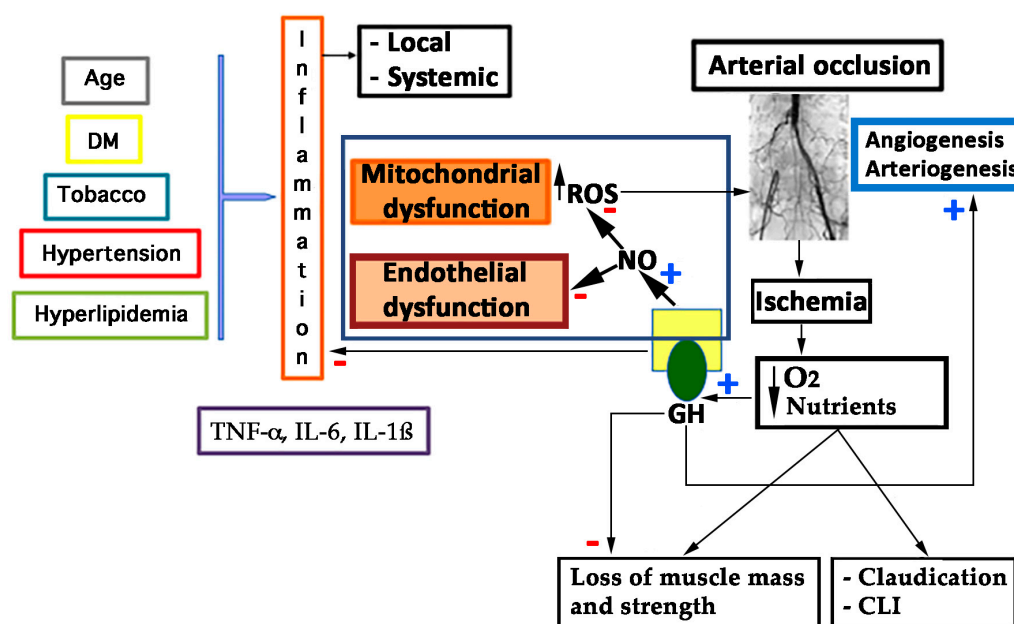 Age
DM
Tobacco
Hypertension
Hyperlipidemia
Inflammation
- Local
- Systemic
TNF-α, IL-6, IL-1ß
Mitochondrial
dysfunction
ROS
-
NO
+
Endothelial
dysfunction
-
-
GH
+
Arterial occlusion
Angiogenesis
Arteriogenesis
+
Ischemia
O2
Nutrients
-
Loss of muscle mass
and strength
- Claudication
- CLI